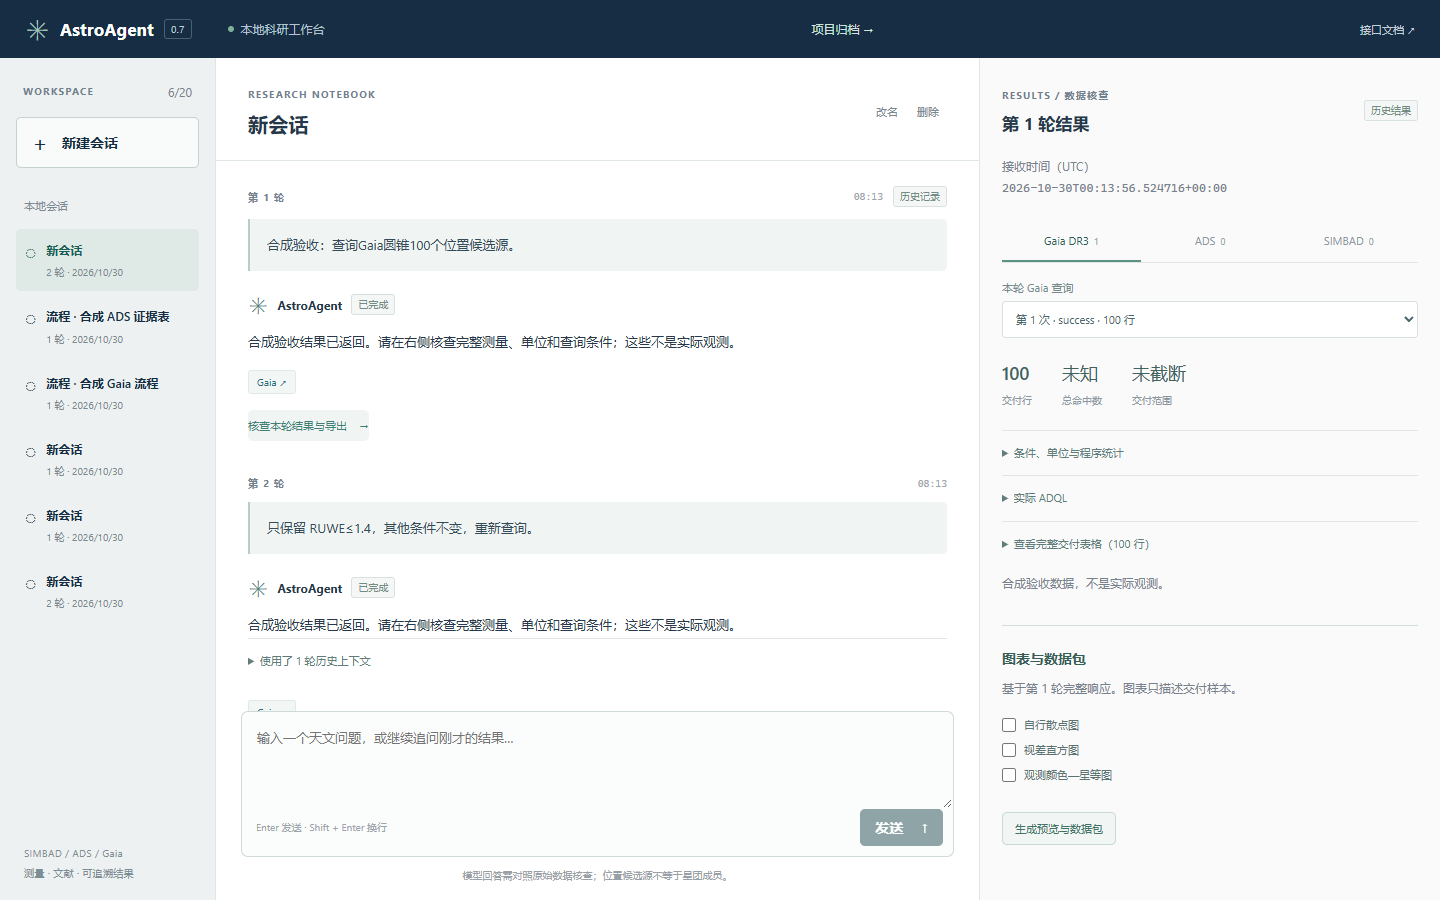 AstroAgent 0.7
本地科研工作台
项目归档 →
接口文档 ↗
WORKSPACE 6/20
+ 新建会话
本地会话
新会话
2 轮 · 2026/10/30
流程 · 合成 ADS 证据表
1 轮 · 2026/10/30
流程 · 合成 Gaia 流程
1 轮 · 2026/10/30
新会话
1 轮 · 2026/10/30
新会话
1 轮 · 2026/10/30
新会话
2 轮 · 2026/10/30
SIMBAD / ADS / Gaia
测量 · 文献 · 可追溯结果
RESEARCH NOTEBOOK
新会话
改名 删除
第 1 轮 08:13 历史记录
合成验收：查询Gaia圆锥100个位置候选源。
AstroAgent 已完成
合成验收结果已返回。请在右侧核查完整测量、单位和查询条件；这些不是实际观测。
Gaia ↗
核查本轮结果与导出 →
第 2 轮 08:13
只保留 RUWE≤1.4，其他条件不变，重新查询。
AstroAgent 已完成
合成验收结果已返回。请在右侧核查完整测量、单位和查询条件；这些不是实际观测。
▶ 使用了 1 轮历史上下文
输入一个天文问题，或继续追问刚才的结果...
Enter 发送 · Shift + Enter 换行
发送 ↑
模型回答需对照原始数据核查；位置候选源不等于星团成员。
RESULTS / 数据核查
第 1 轮结果
历史结果
接收时间（UTC）
2026-10-30T00:13:56.524716+00:00
Gaia DR3 1 ADS 0 SIMBAD 0
本轮 Gaia 查询
第 1 次 · success · 100 行
100 未知 未截断
交付行 总命中数 交付范围
▶ 条件、单位与程序统计
▶ 实际 ADQL
▶ 查看完整交付表格（100 行）
合成验收数据，不是实际观测。
图表与数据包
基于第 1 轮完整响应。图表只描述交付样本。
自行散点图
视差直方图
观测颜色—星等图
生成预览与数据包